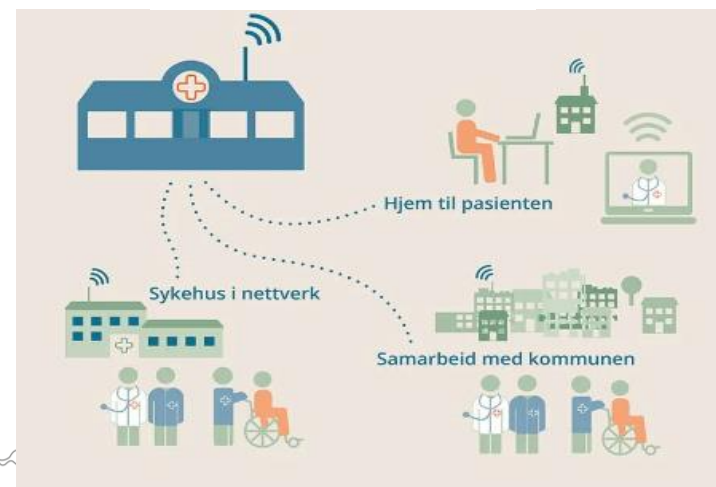 Hjem til pasienten
Sykehus i nettverk
Samarbeid med kommunen